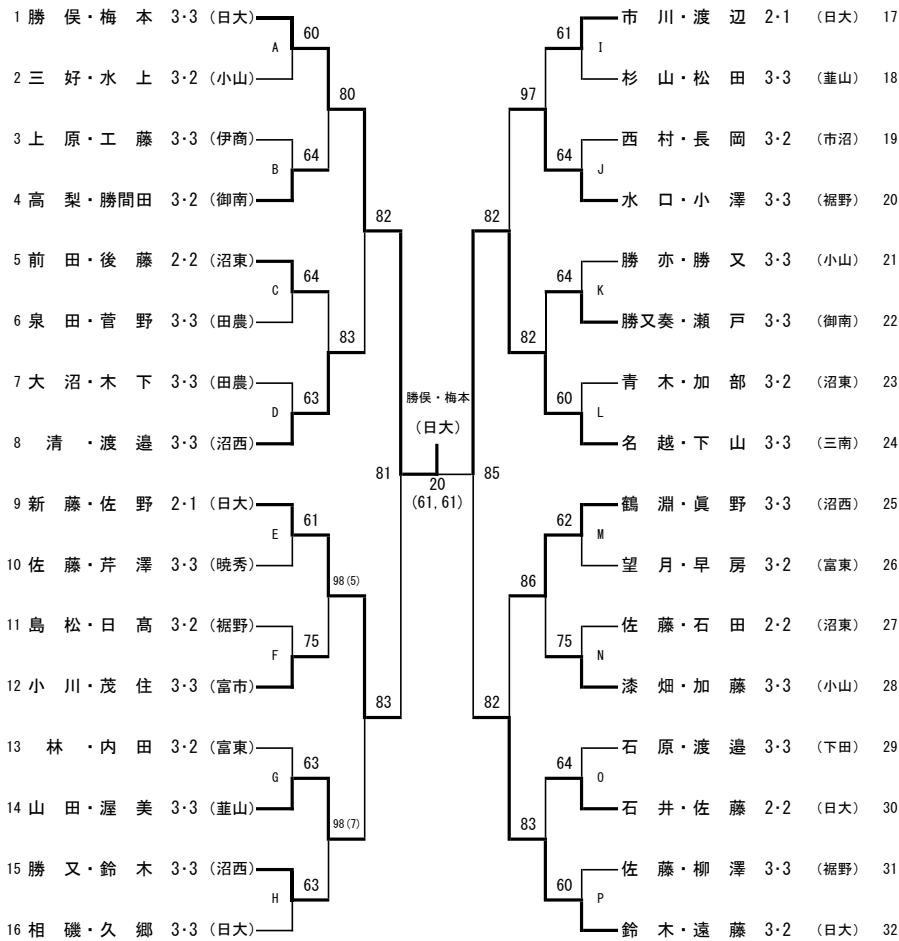 1 勝 俣・梅 本 3・3 (日大)
A 60
2 三 好・水 上 3・2 (小山)
80
3 上 原・工 藤 3・3 (伊商)
B 64
4 高 梨・勝間田 3・2 (御南)
82
5 前 田・後 藤 2・2 (沼東)
C 64
6 泉 田・菅 野 3・3 (田農)
83
7 大 沼・木 下 3・3 (田農)
D 63
8 清 ・渡 邉 3・3 (沼西)
81
9 新 藤・佐 野 2・1 (日大)
E 61
10 佐 藤・芹 澤 3・3 (暁秀)
98(5)
11 島 松・日 髙 3・2 (裾野)
F 75
12 小 川・茂 住 3・3 (富市)
83
13 林 ・内 田 3・2 (富東)
G 63
14 山 田・渥 美 3・3 (韮山)
98(7)
15 勝 又・鈴 木 3・3 (沼西)
H 63
16 相 磯・久 郷 3・3 (日大)
勝俣・梅本
(日大)
20
(61, 61)
市 川・渡 辺 2・1 (日大) 17
61 I
杉 山・松 田 3・3 (韮山) 18
97
西 村・長 岡 3・2 (市沼) 19
64 J
水 口・小 澤 3・3 (裾野) 20
82
勝 亦・勝 又 3・3 (小山) 21
64 K
勝又奏・瀬 戸 3・3 (御南) 22
82
青 木・加 部 3・2 (沼東) 23
60 L
名 越・下 山 3・3 (三南) 24
85
鶴 淵・眞 野 3・3 (沼西) 25
62 M
望 月・早 房 3・2 (富東) 26
86
佐 藤・石 田 2・2 (沼東) 27
75 N
漆 畑・加 藤 3・3 (小山) 28
82
石 原・渡 邉 3・3 (下田) 29
64 O
石 井・佐 藤 2・2 (日大) 30
83
佐 藤・柳 澤 3・3 (裾野) 31
60 P
鈴 木・遠 藤 3・2 (日大) 32